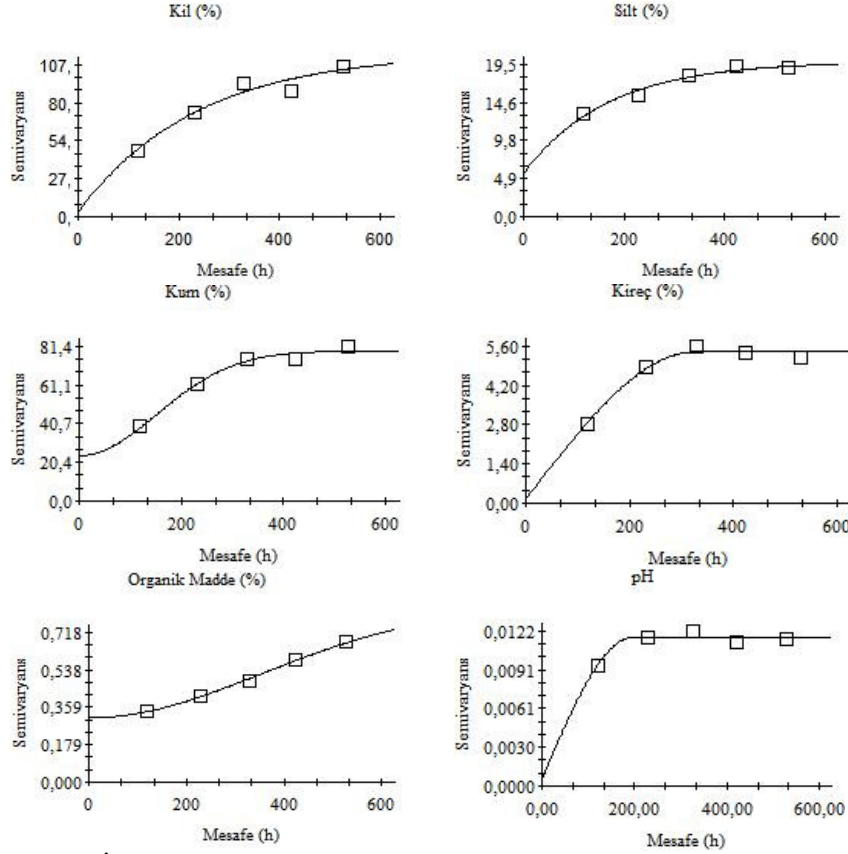 Kil (%)
Semivaryans
107,
80,
54,
27,
0,
0 200 400 600
Mesafe (h)
Silt (%)
Semivaryans
19,5
14,6
9,8
4,9
0,0
0 200 400 600
Mesafe (h)
Kum (%)
Semivaryans
81,4
61,1
40,7
20,4
0,0
0 200 400 600
Mesafe (h)
Kireç (%)
Semivaryans
5,60
4,20
2,80
1,40
0,00
0 200 400 600
Mesafe (h)
Organik Madde (%)
Semivaryans
0,718
0,538
0,359
0,179
0,000
0 200 400 600
Mesafe (h)
pH
Semivaryans
0,0122
0,0091
0,0061
0,0030
0,0000
0,00 200,00 400,00 600,00
Mesafe (h)